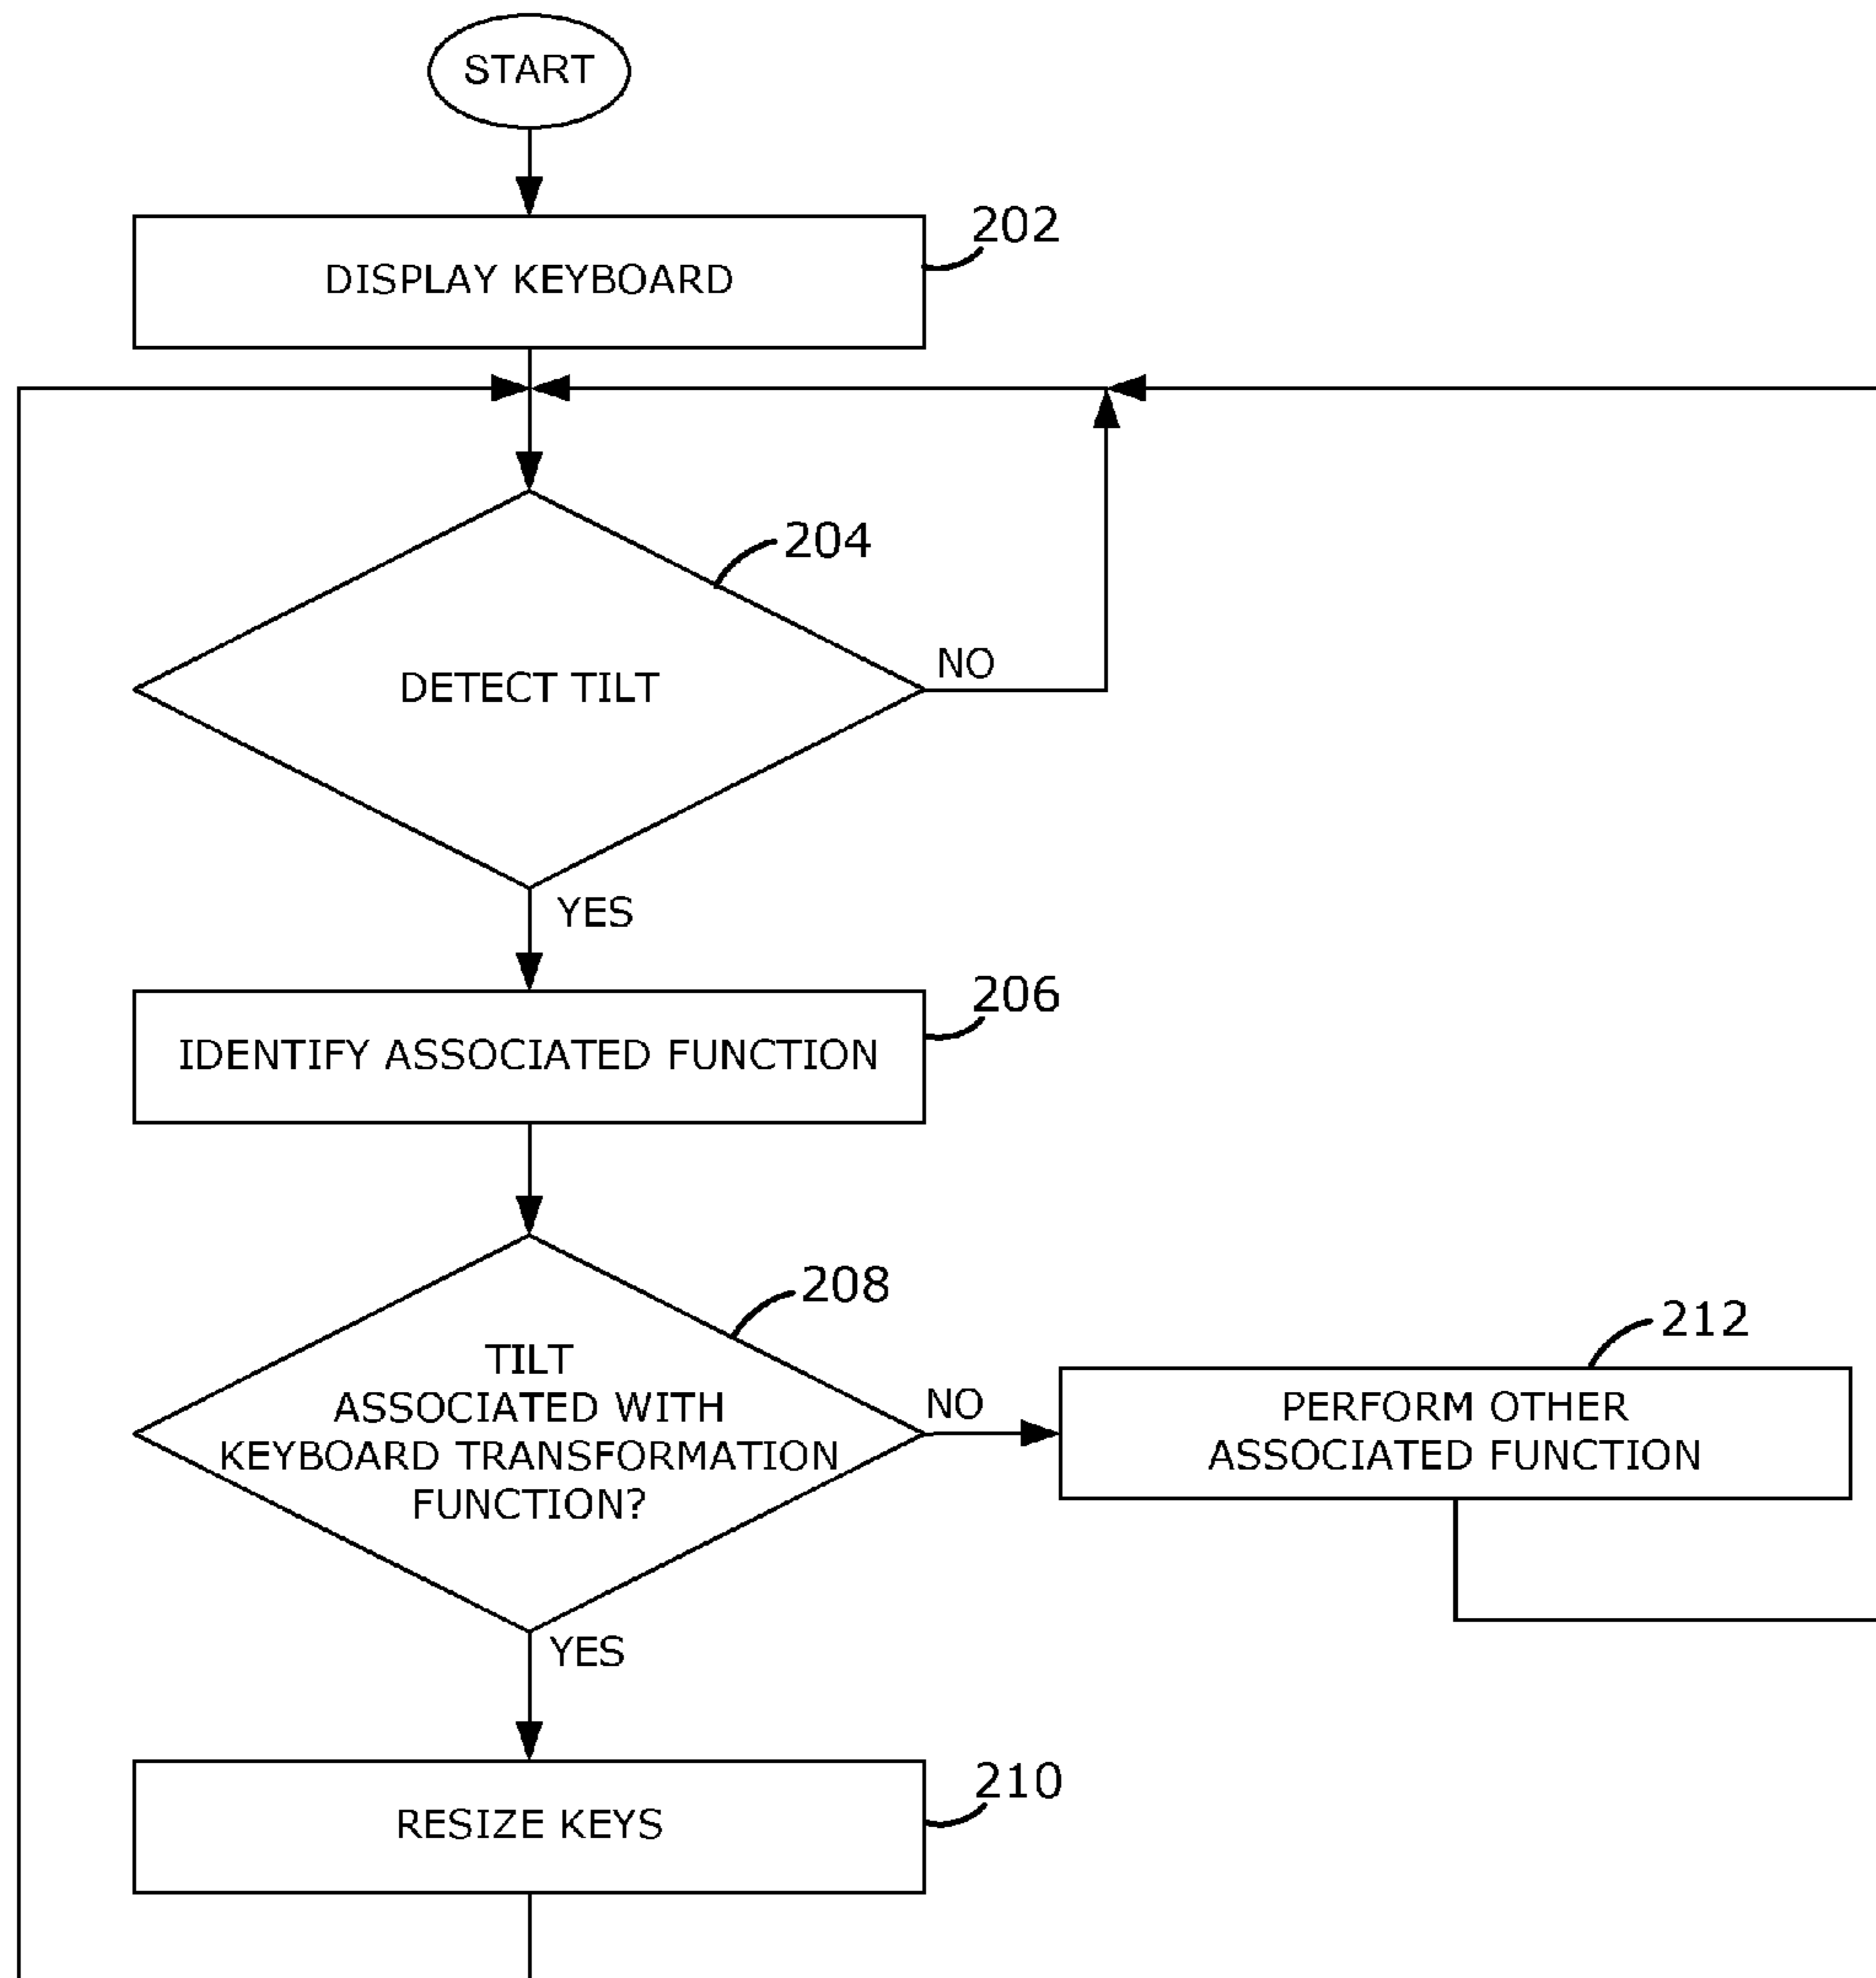 START
202
DISPLAY KEYBOARD
204
DETECT TILT
NO
YES
206
IDENTIFY ASSOCIATED FUNCTION
208
TILT
ASSOCIATED WITH
KEYBOARD TRANSFORMATION
FUNCTION?
NO
212
PERFORM OTHER
ASSOCIATED FUNCTION
YES
210
RESIZE KEYS